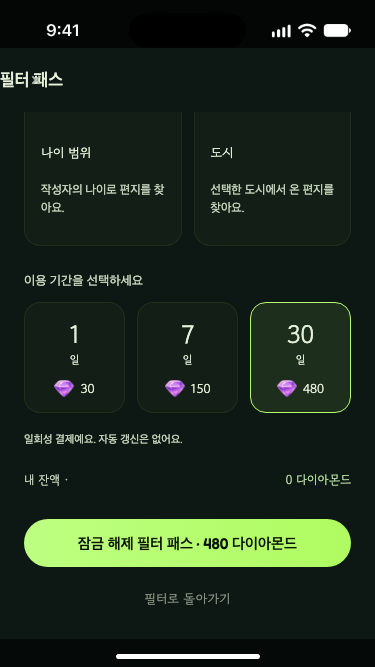 9:41
필터 패스
나이 범위
작성자의 나이로 편지를 찾
아요.
도시
선택한 도시에서 온 편지를
찾아요.
이용 기간을 선택하세요
1
일
30
7
일
150
30
일
480
일회성 결제예요. 자동 갱신은 없어요.
내 잔액 ·
0 다이아몬드
잠금 해제 필터 패스 · 480 다이아몬드
필터로 돌아가기